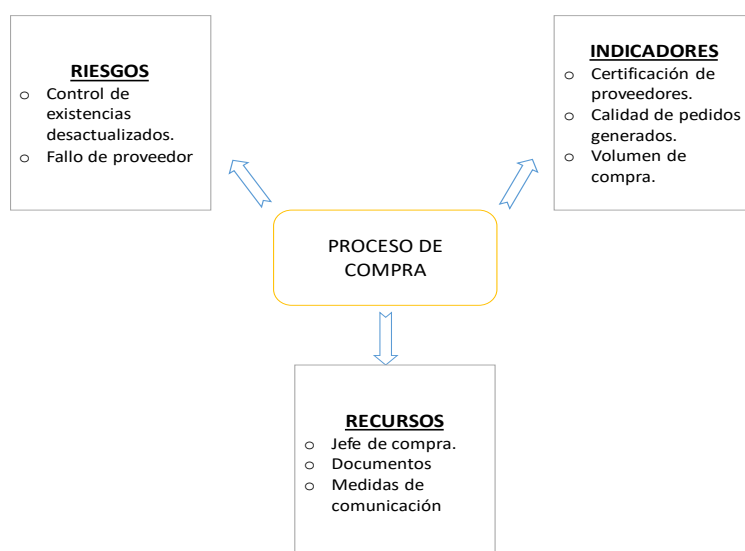 RIESGOS
o Control de
existencias
desactualizados.
o Fallo de proveedor
INDICADORES
o Certificación de
proveedores.
o Calidad de pedidos
generados.
o Volumen de
compra.
PROCESO DE
COMPRA
RECURSOS
o Jefe de compra.
o Documentos
o Medidas de
comunicación